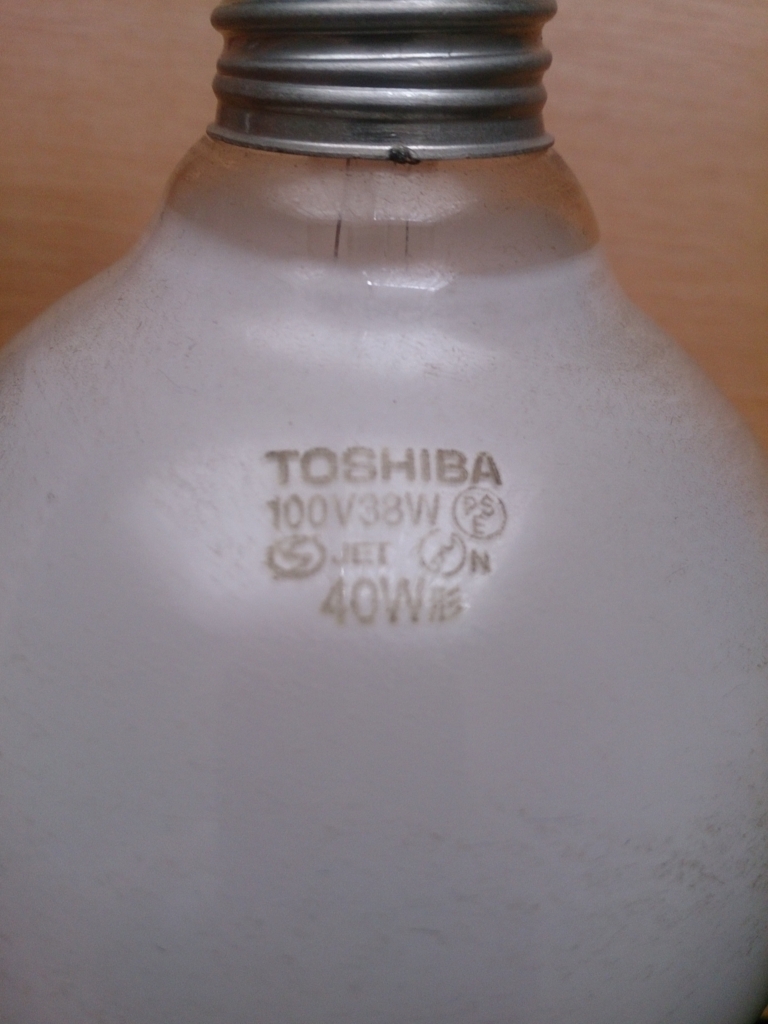 TOSHIBA
100V38W PSE
S JET N
40W形